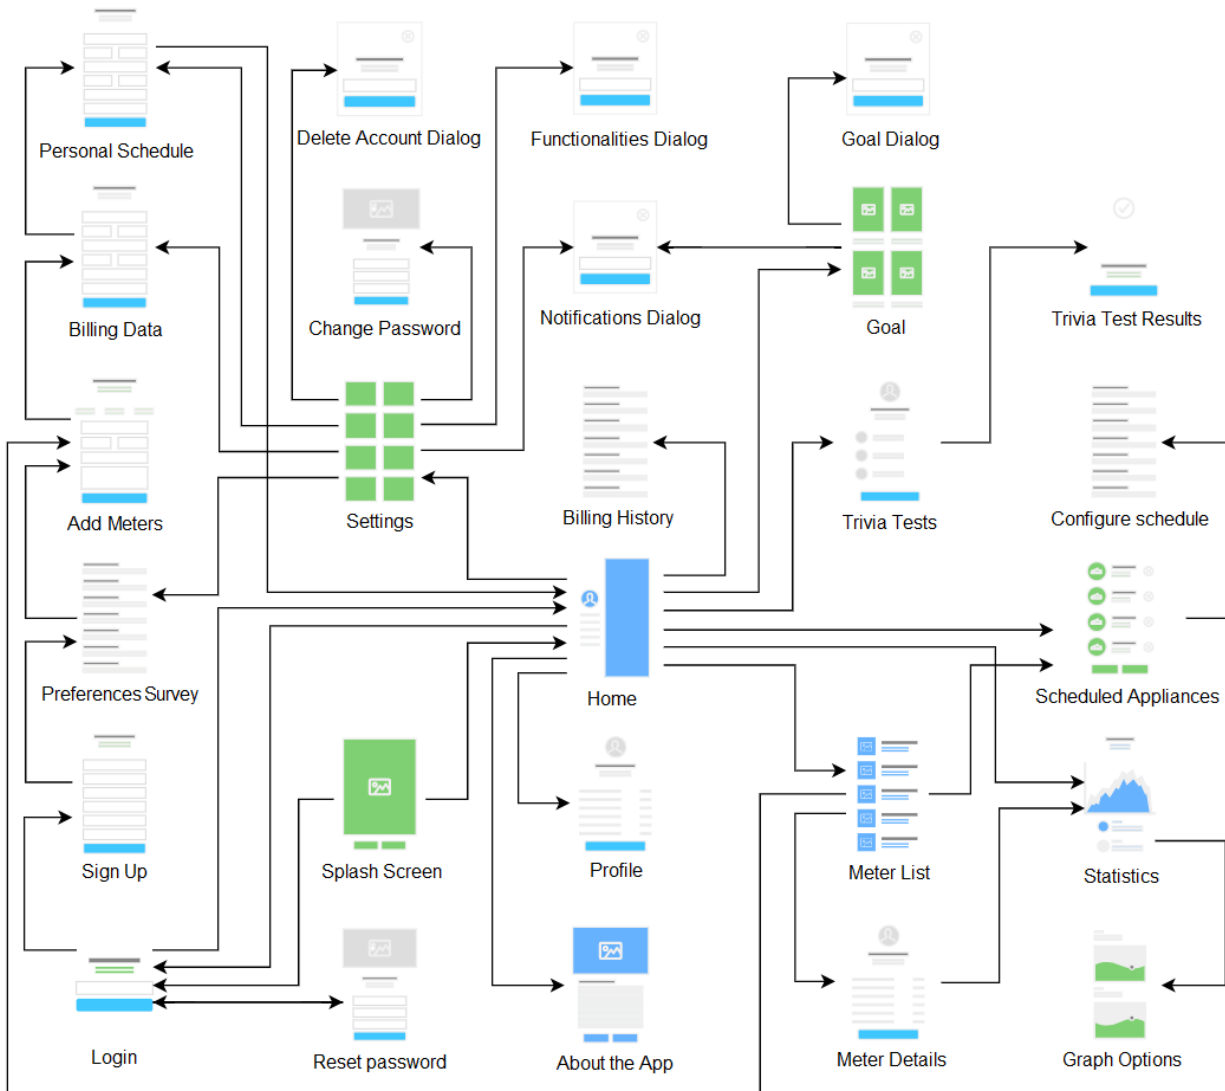 Personal Schedule
Delete Account Dialog
Functionalities Dialog
Goal Dialog
Billing Data
Change Password
Notifications Dialog
Goal
Trivia Test Results
Add Meters
Settings
Billing History
Trivia Tests
Configure schedule
Preferences Survey
Home
Scheduled Appliances
Sign Up
Splash Screen
Profile
Meter List
Statistics
Login
Reset password
About the App
Meter Details
Graph Options